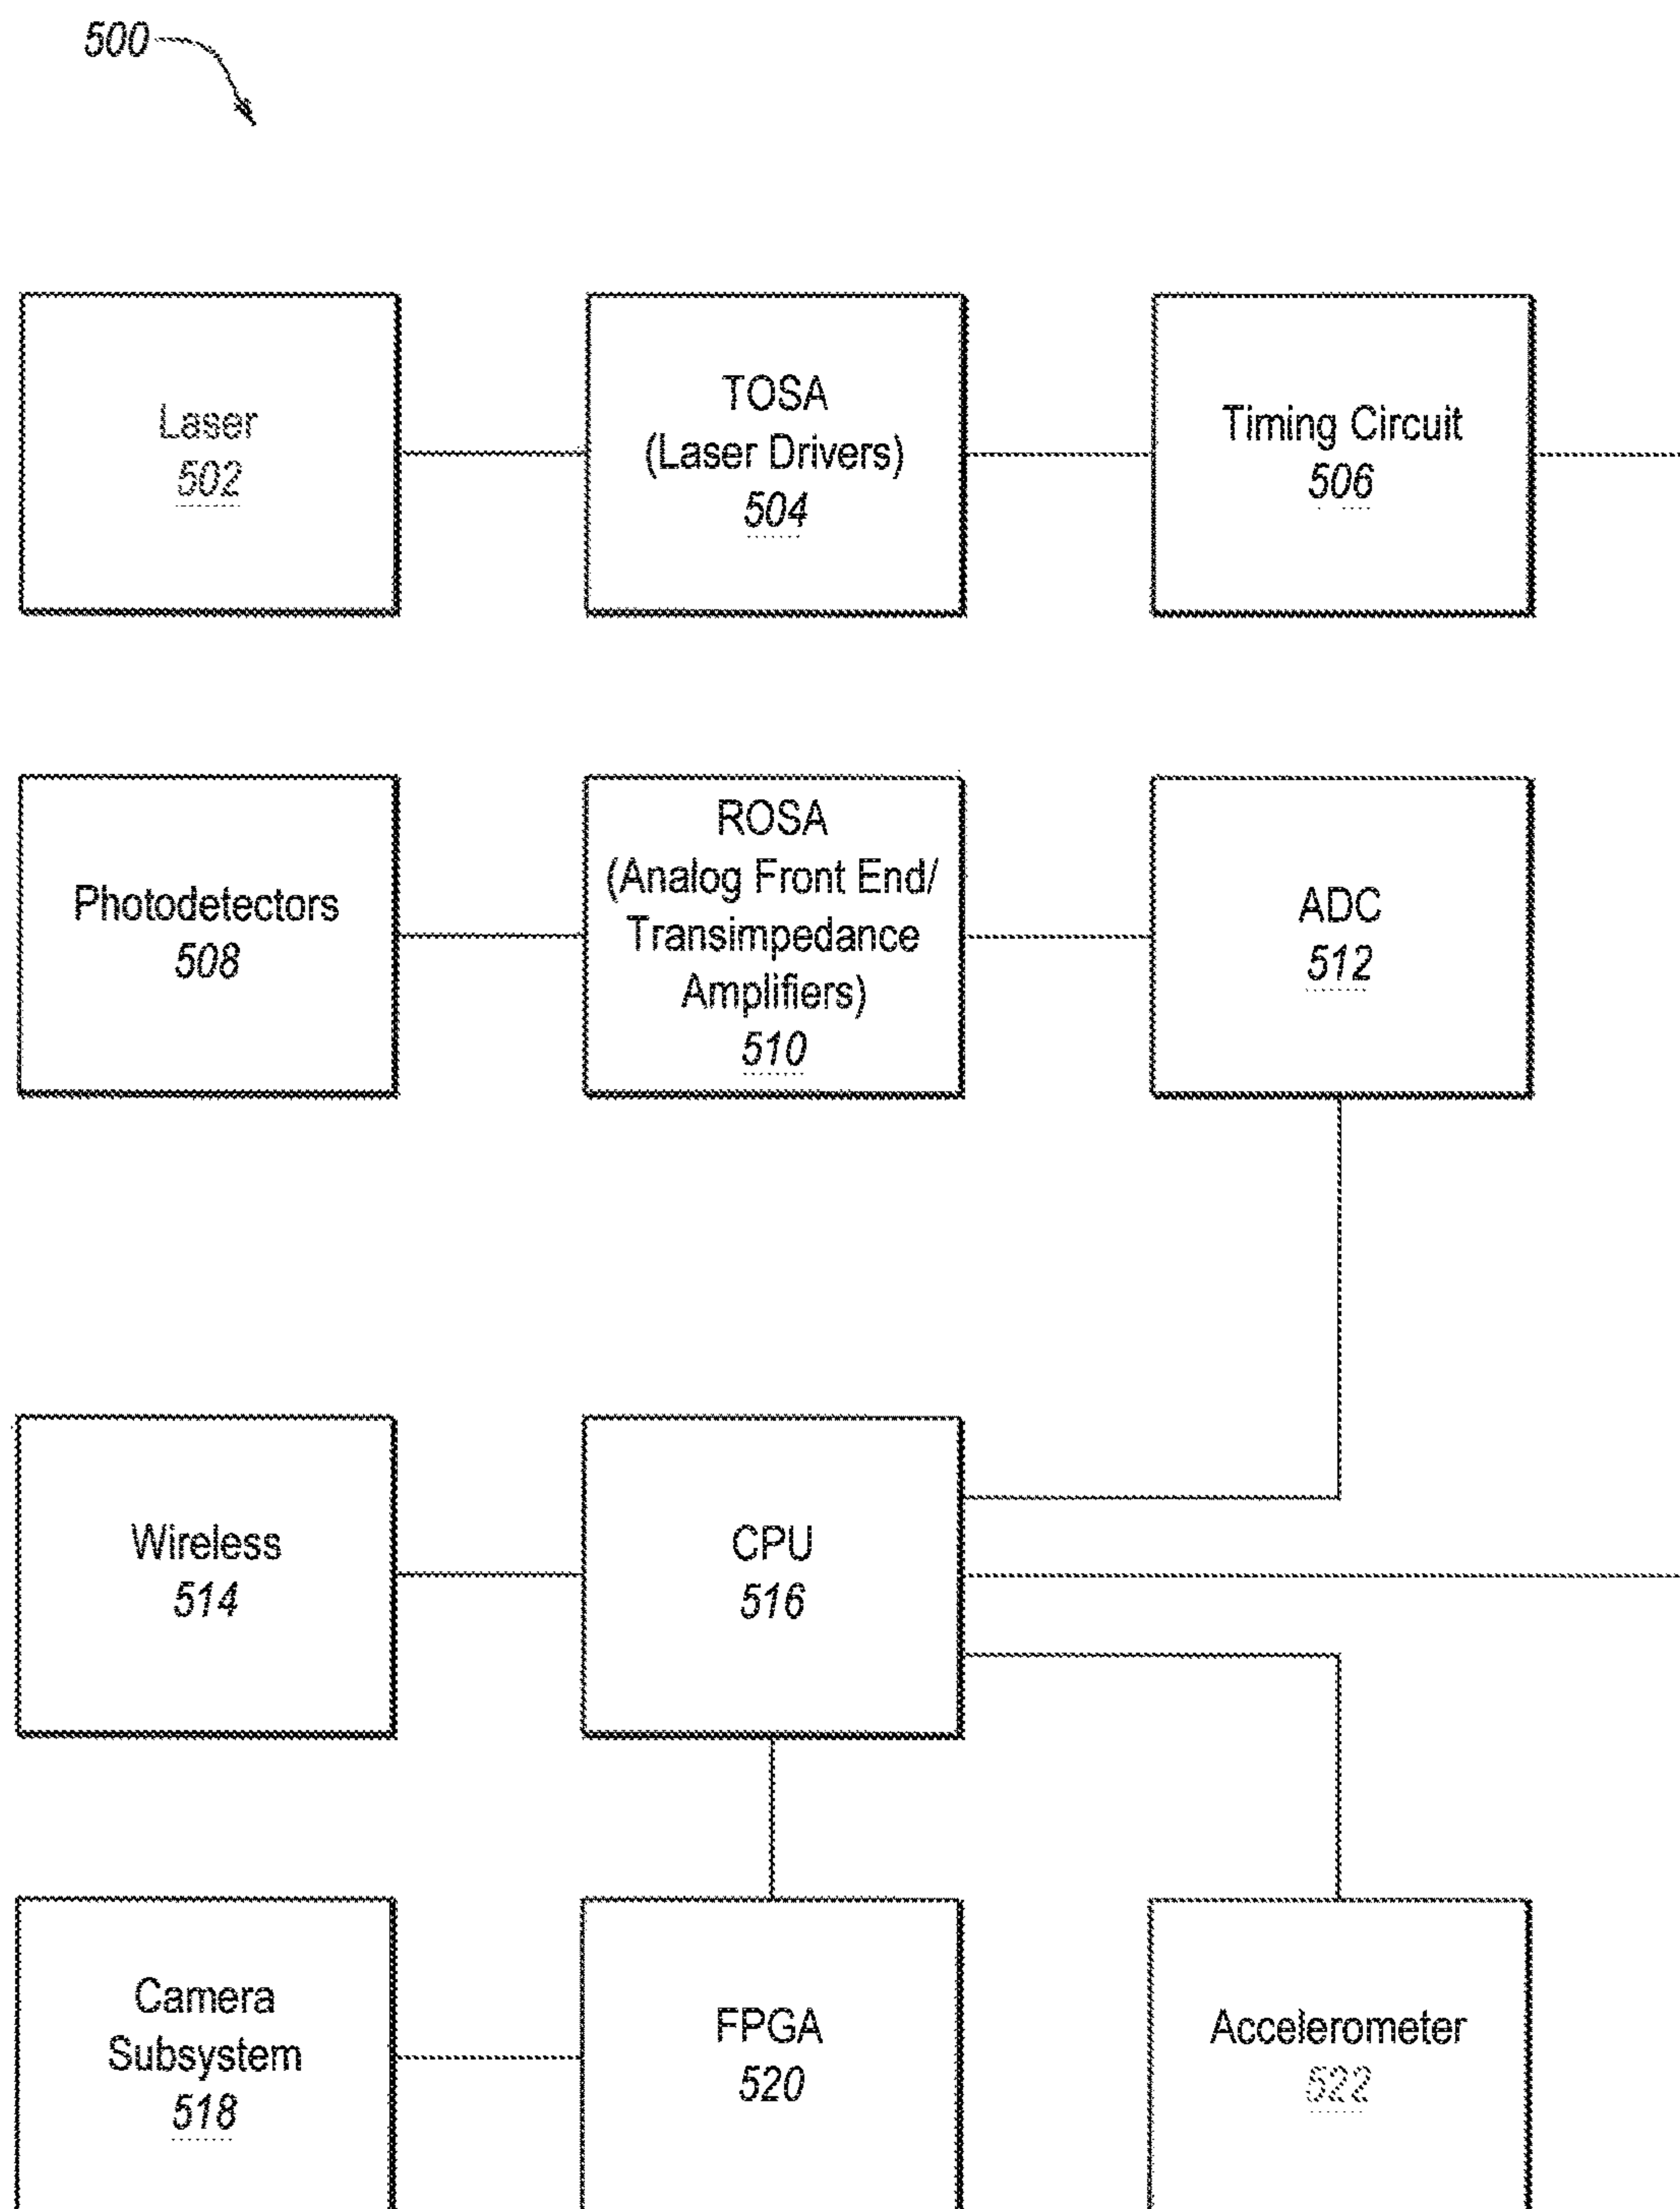 500
Laser
502
TOSA
(Laser Drivers)
504
Timing Circuit
506
Photodetectors
508
ROSA
(Analog Front End/
Transimpedance
Amplifiers)
510
ADC
512
Wireless
514
CPU
516
Camera
Subsystem
518
FPGA
520
Accelerometer
522